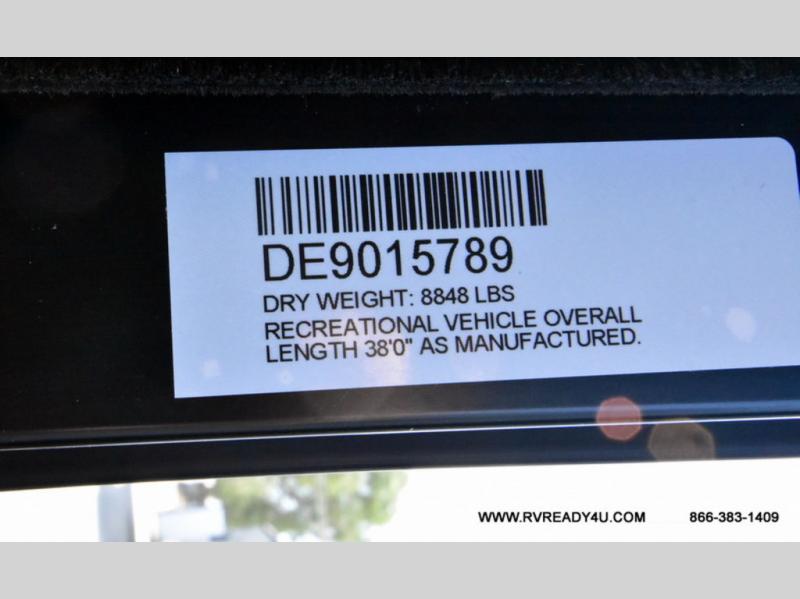 DE9015789
DRY WEIGHT: 8848 LBS
RECREATIONAL VEHICLE OVERALL
LENGTH 38'0" AS MANUFACTURED.
WWW.RVREADY4U.COM 866-383-1409